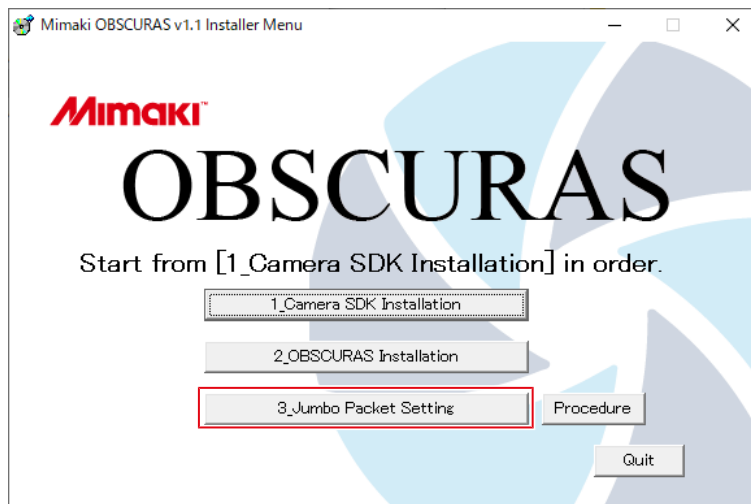 Mimaki OBSCURAS v1.1 Installer Menu
Mimaki™
OBSCURAS
Start from [1_Camera SDK Installation] in order.
1_Camera SDK Installation
2_OBSCURAS Installation
3_Jumbo Packet Setting Procedure
Quit